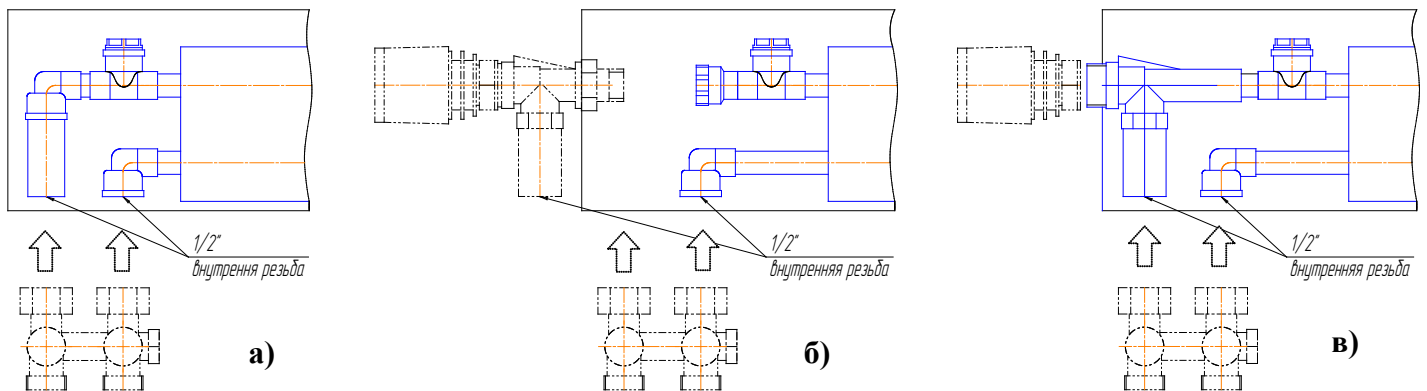 1/2"
внутрення резьба
а)
1/2"
внутренняя резьба
б)
1/2"
внутренняя резьба
в)